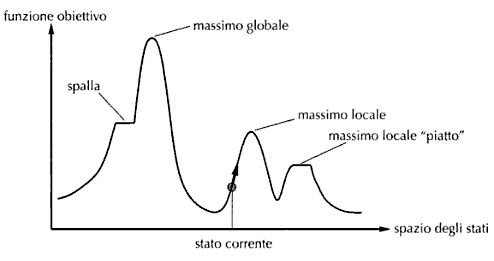 funzione obiettivo
massimo globale
spalla
massimo locale
massimo locale “piatto”
spazio degli stati
stato corrente